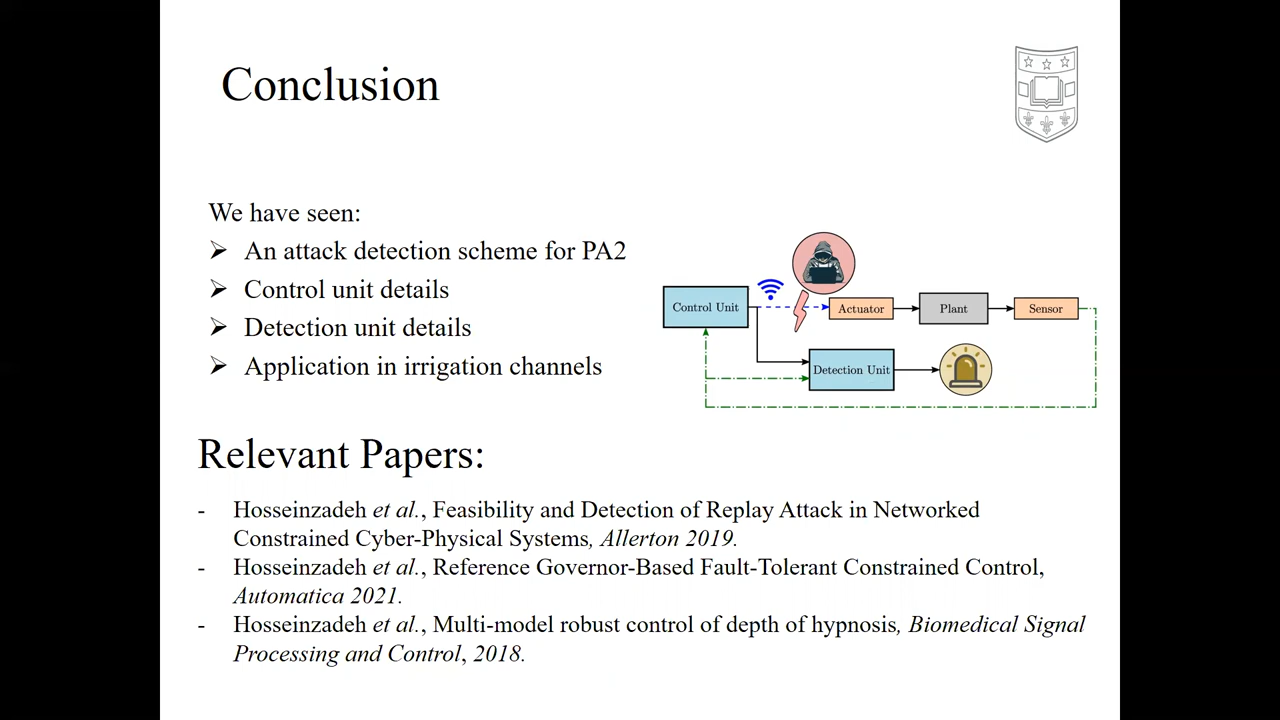 Conclusion
We have seen:
➢ An attack detection scheme for PA2
➢ Control unit details
➢ Detection unit details
➢ Application in irrigation channels
Control Unit
Actuator
Plant
Sensor
Detection Unit
Relevant Papers:
- Hosseinzadeh et al., Feasibility and Detection of Replay Attack in Networked
Constrained Cyber-Physical Systems, Allerton 2019.
- Hosseinzadeh et al., Reference Governor-Based Fault-Tolerant Constrained Control,
Automatica 2021.
- Hosseinzadeh et al., Multi-model robust control of depth of hypnosis, Biomedical Signal
Processing and Control, 2018.